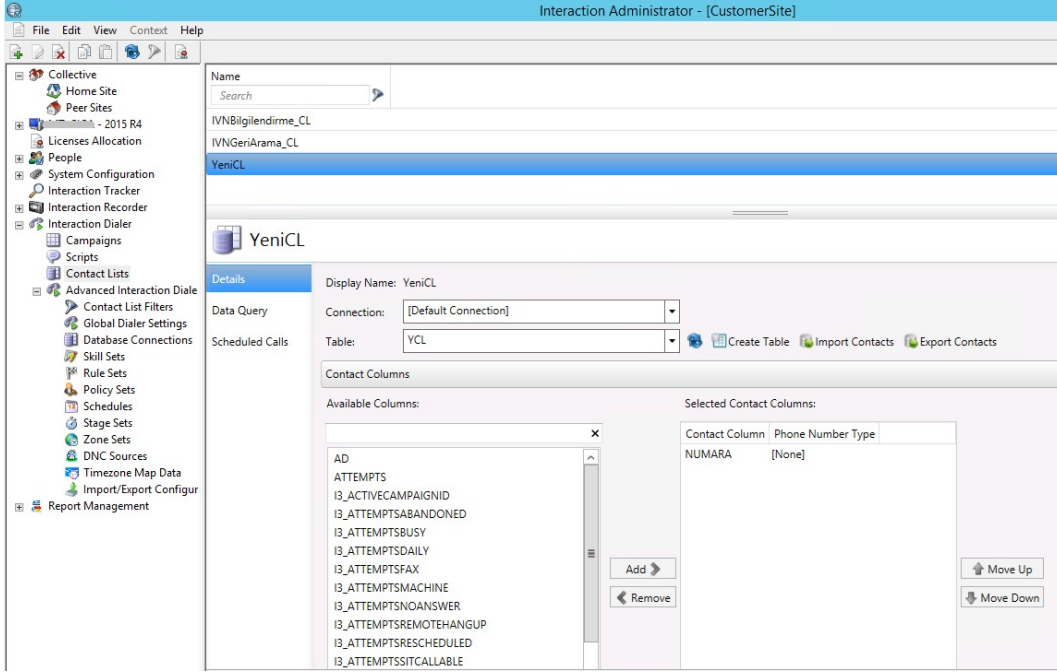 Interaction Administrator - [CustomerSite]
File Edit View Context Help
Collective
Home Site
Peer Sites
- 2015 R4
Licenses Allocation
People
System Configuration
Interaction Tracker
Interaction Recorder
Interaction Dialer
Campaigns
Scripts
Contact Lists
Advanced Interaction Diale
Contact List Filters
Global Dialer Settings
Database Connections
Skill Sets
Rule Sets
Policy Sets
Schedules
Stage Sets
Zone Sets
DNC Sources
Timezone Map Data
Import/Export Configur
Report Management
Name
Search
IVNBilgilendirme_CL
IVNGeriArama_CL
YeniCL
YeniCL
Details
Data Query
Scheduled Calls
Display Name: YeniCL
Connection: [Default Connection]
Table: YCL Create Table Import Contacts Export Contacts
Contact Columns
Available Columns:
AD
ATTEMPTS
I3_ACTIVECAMPAIGNID
I3_ATTEMPTSABANDONED
I3_ATTEMPTSBUSY
I3_ATTEMPTSDAILY
I3_ATTEMPTSFAX
I3_ATTEMPTSMACHINE
I3_ATTEMPTSNOANSWER
I3_ATTEMPTSREMOTEHANGUP
I3_ATTEMPTSRESCHEDULED
I3_ATTEMPTSSITCALLABLE
Add
Remove
Selected Contact Columns:
Contact Column Phone Number Type
NUMARA [None]
Move Up
Move Down